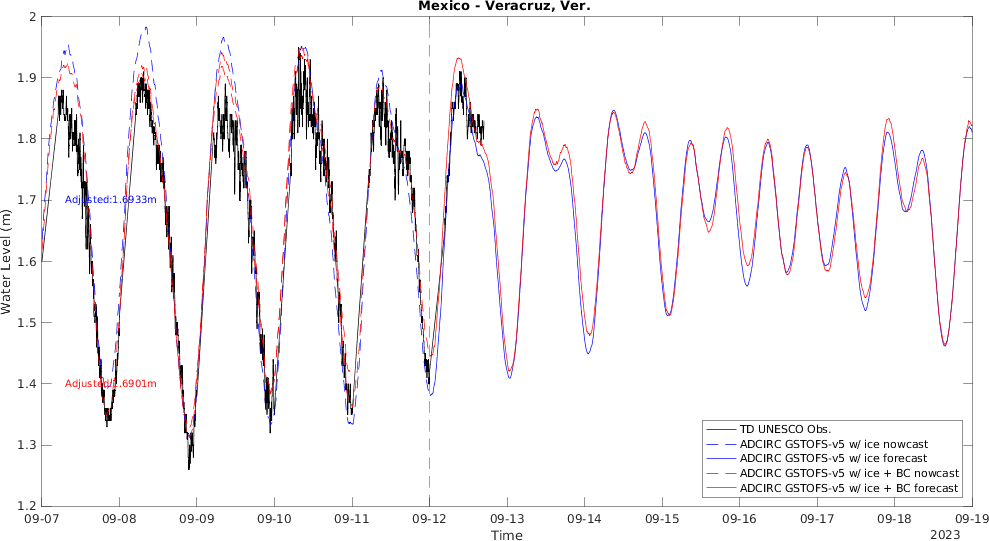 Mexico - Veracruz, Ver.
2
1.9
1.8
1.7
1.6
1.5
1.4
1.3
1.2
Water Level (m)
Adjusted:1.6933m
Adjusted:1.6901m
TD UNESCO Obs.
ADCIRC GSTOFS-v5 w/ ice nowcast
ADCIRC GSTOFS-v5 w/ ice forecast
ADCIRC GSTOFS-v5 w/ ice + BC nowcast
ADCIRC GSTOFS-v5 w/ ice + BC forecast
09-07 09-08 09-09 09-10 09-11 09-12 09-13 09-14 09-15 09-16 09-17 09-18 09-19
Time
2023